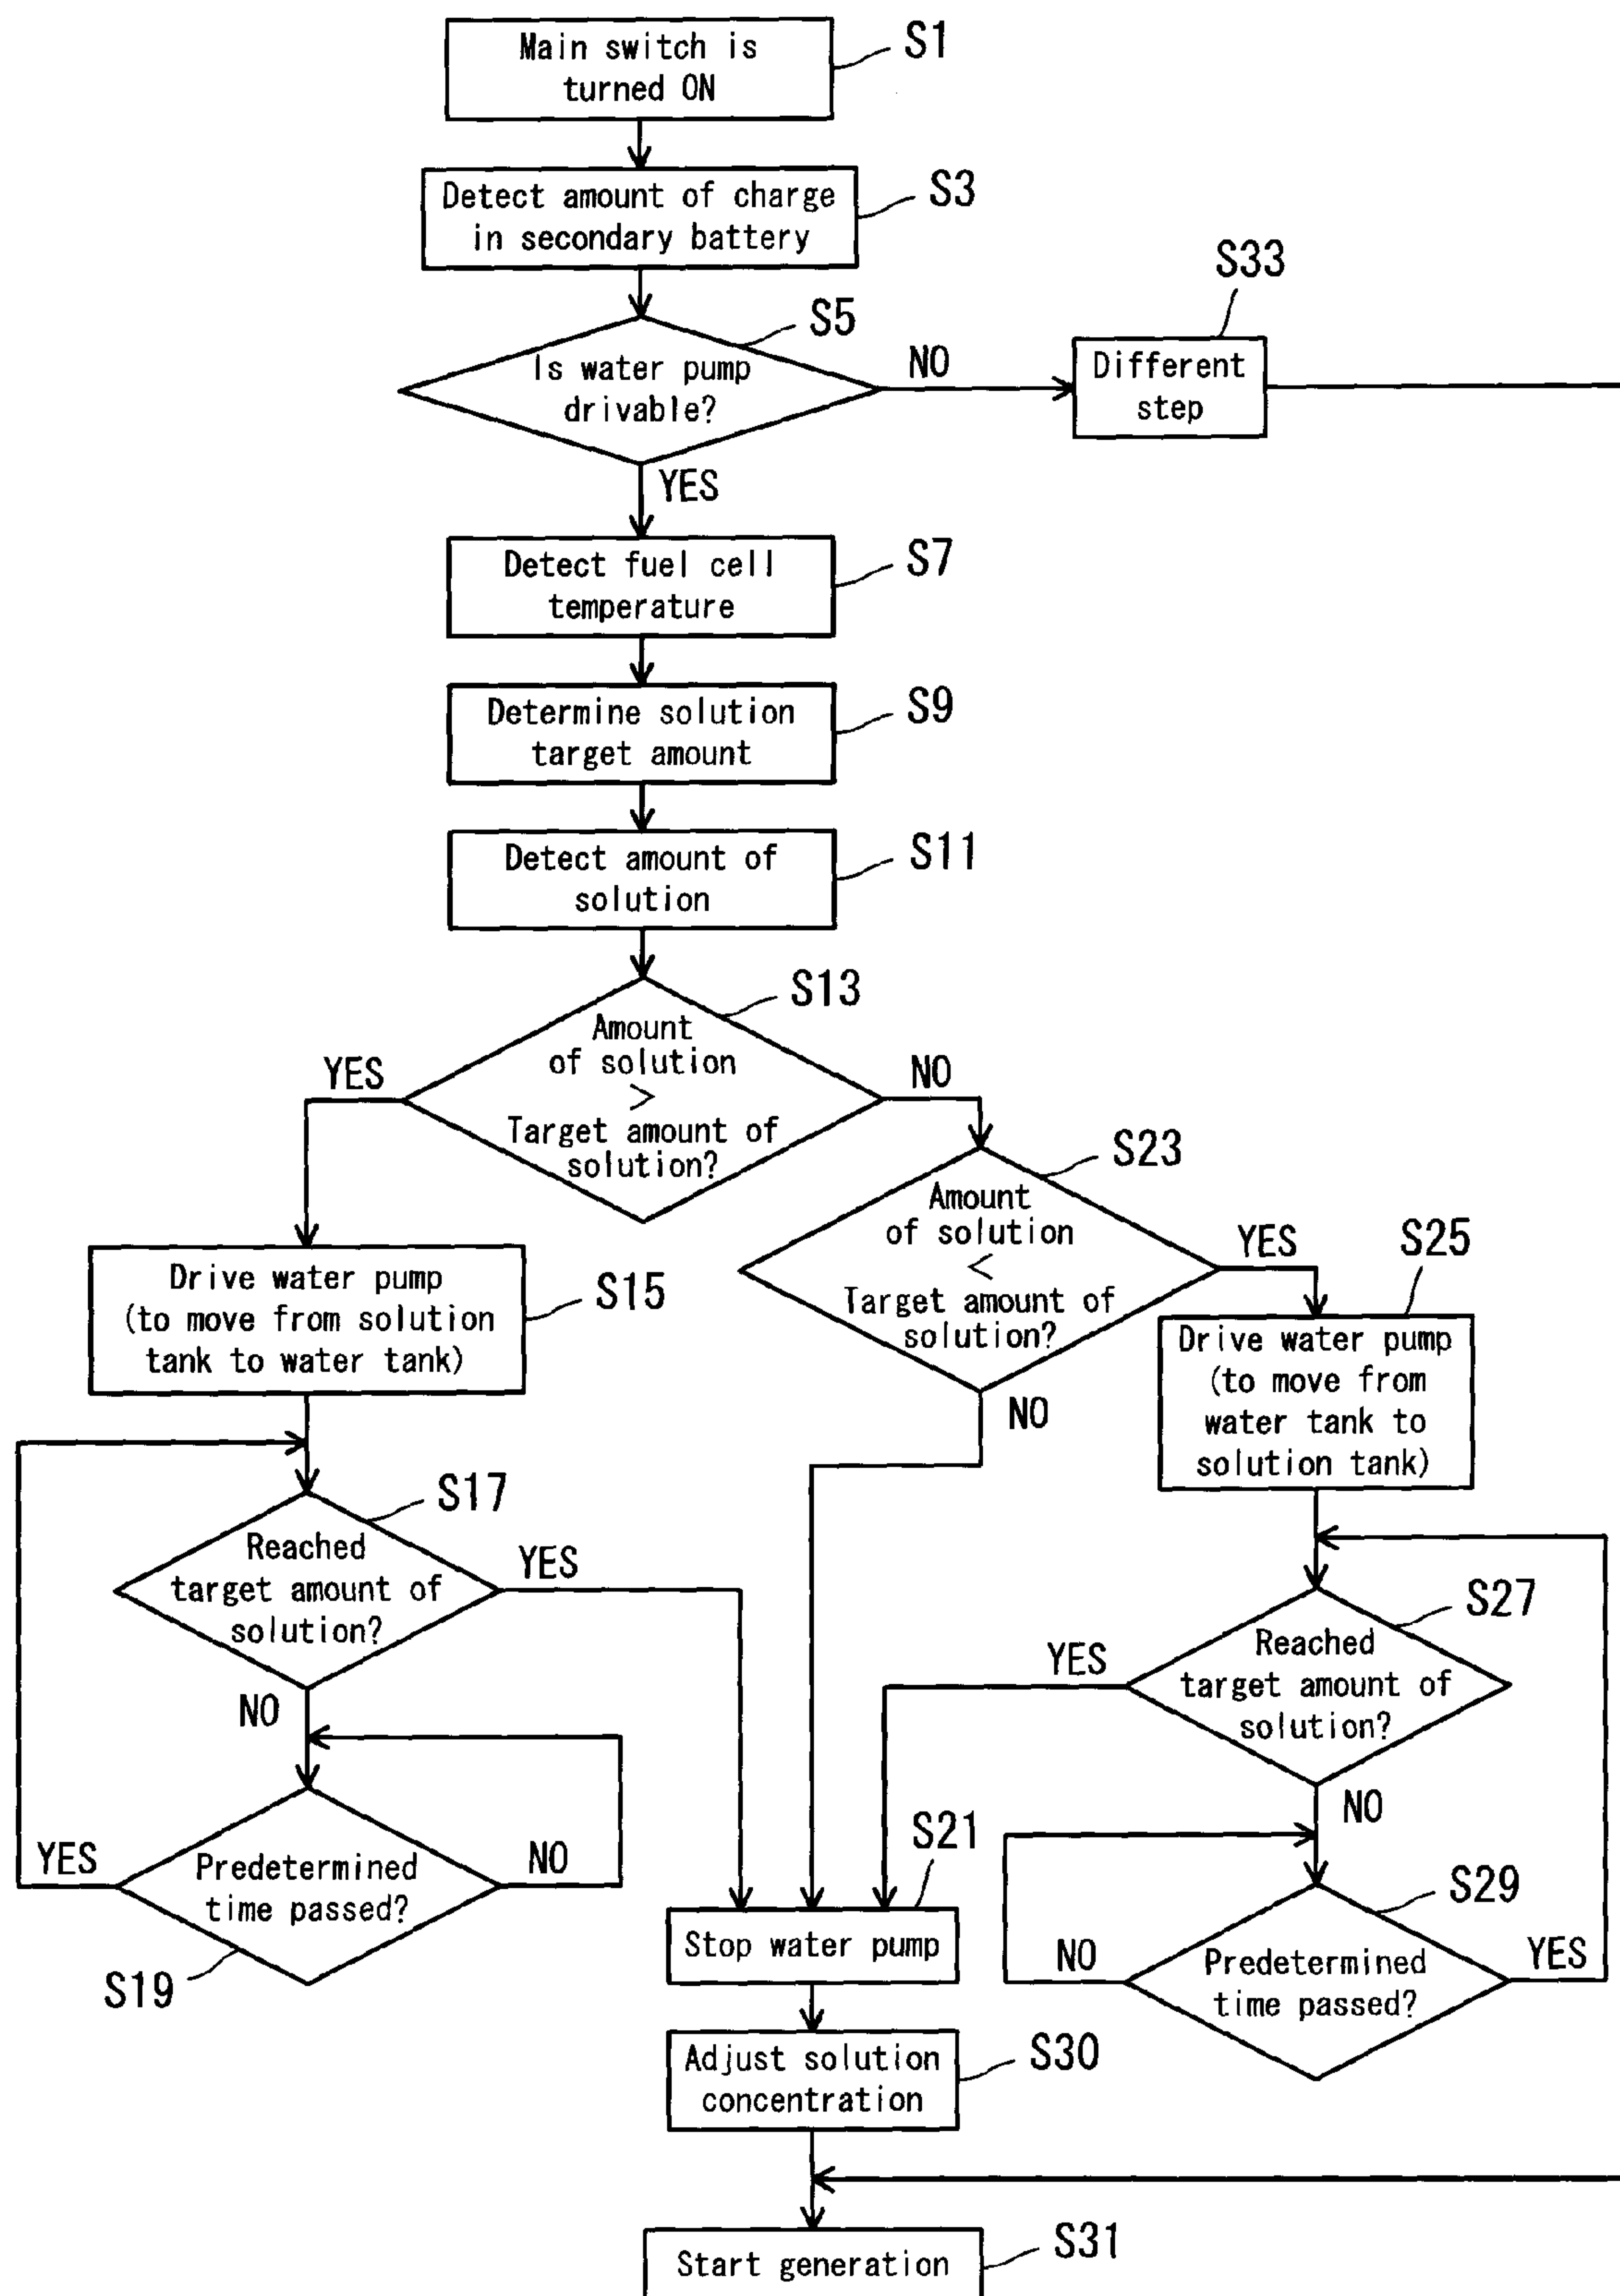 Main switch is
turned ON
S1
Detect amount of charge
in secondary battery
S3
S33
S5
Is water pump
drivable?
NO
Different
step
YES
Detect fuel cell
temperature
S7
Determine solution
target amount
S9
Detect amount of
solution
S11
S13
Amount
of solution
>
Target amount of
solution?
YES
NO
S23
Amount
of solution
<
Target amount of
solution?
YES
NO
S25
Drive water pump
(to move from solution
tank to water tank)
S15
Drive water pump
(to move from
water tank to
solution tank)
S17
Reached
target amount of
solution?
YES
NO
S27
Reached
target amount of
solution?
YES
NO
Predetermined
time passed?
YES
NO
S19
S21
Stop water pump
S29
Predetermined
time passed?
NO
YES
Adjust solution
concentration
S30
Start generation
S31